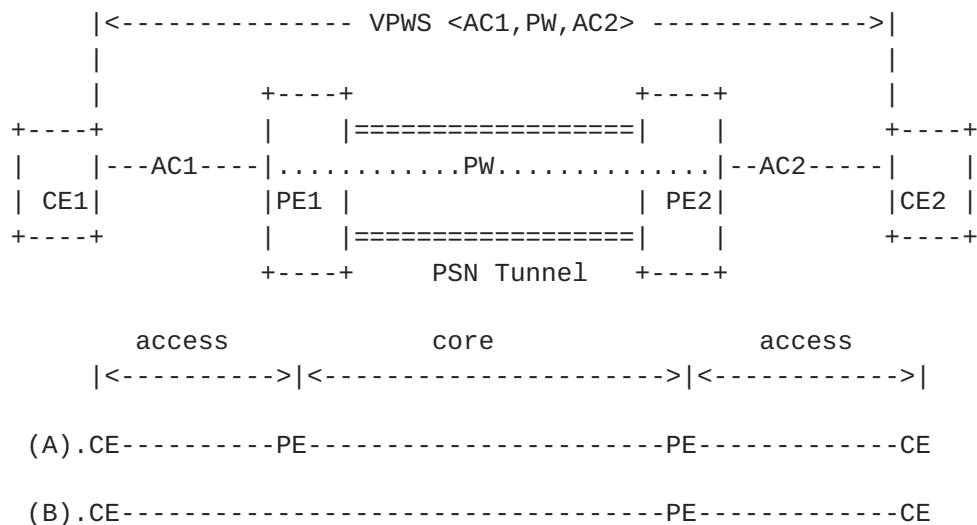 |<--------------- VPWS <AC1,PW,AC2> -------------->|
|                                                   |
|          +----+                  +----+           |
+----+          |    |==================|    |          +----+
|    |---AC1----|............PW..............|--AC2-----|    |
| CE1|          |PE1 |                  | PE2|          |CE2 |
+----+          |    |==================|    |          +----+
+----+     PSN Tunnel   +----+
access             core                 access
|<---------->|<----------------------->|<------------>|
(A).CE----------PE-----------------------PE-------------CE
(B).CE-----------------------------------PE-------------CE